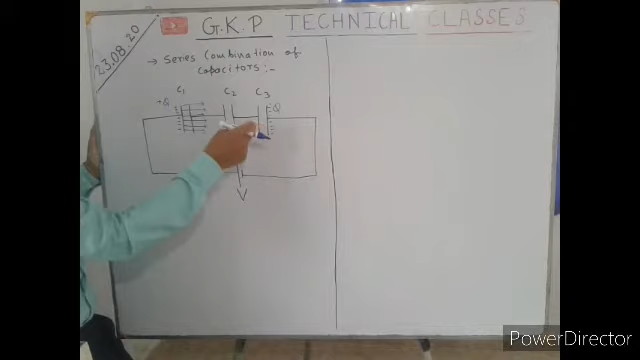 G.K.P TECHNICAL CLASSES
23.08.20
→ Series Combination of
Capacitors:-
C1 C2 C3
+Q -Q
V
PowerDirector